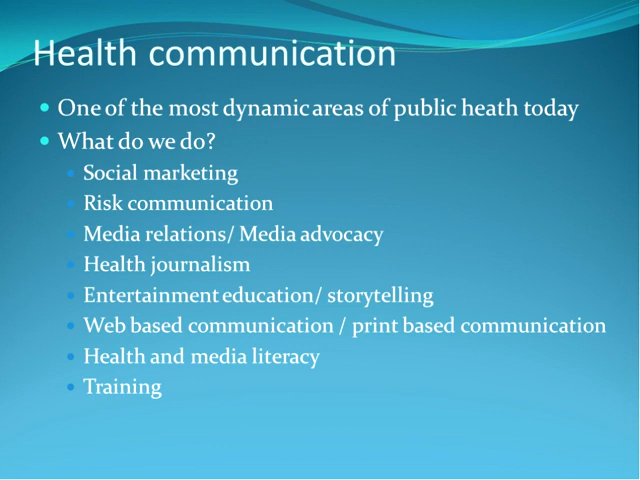 Health communication
One of the most dynamic areas of public heath today
What do we do?
Social marketing
Risk communication
Media relations/ Media advocacy
Health journalism
Entertainment education/ storytelling
Web based communication / print based communication
Health and media literacy
Training